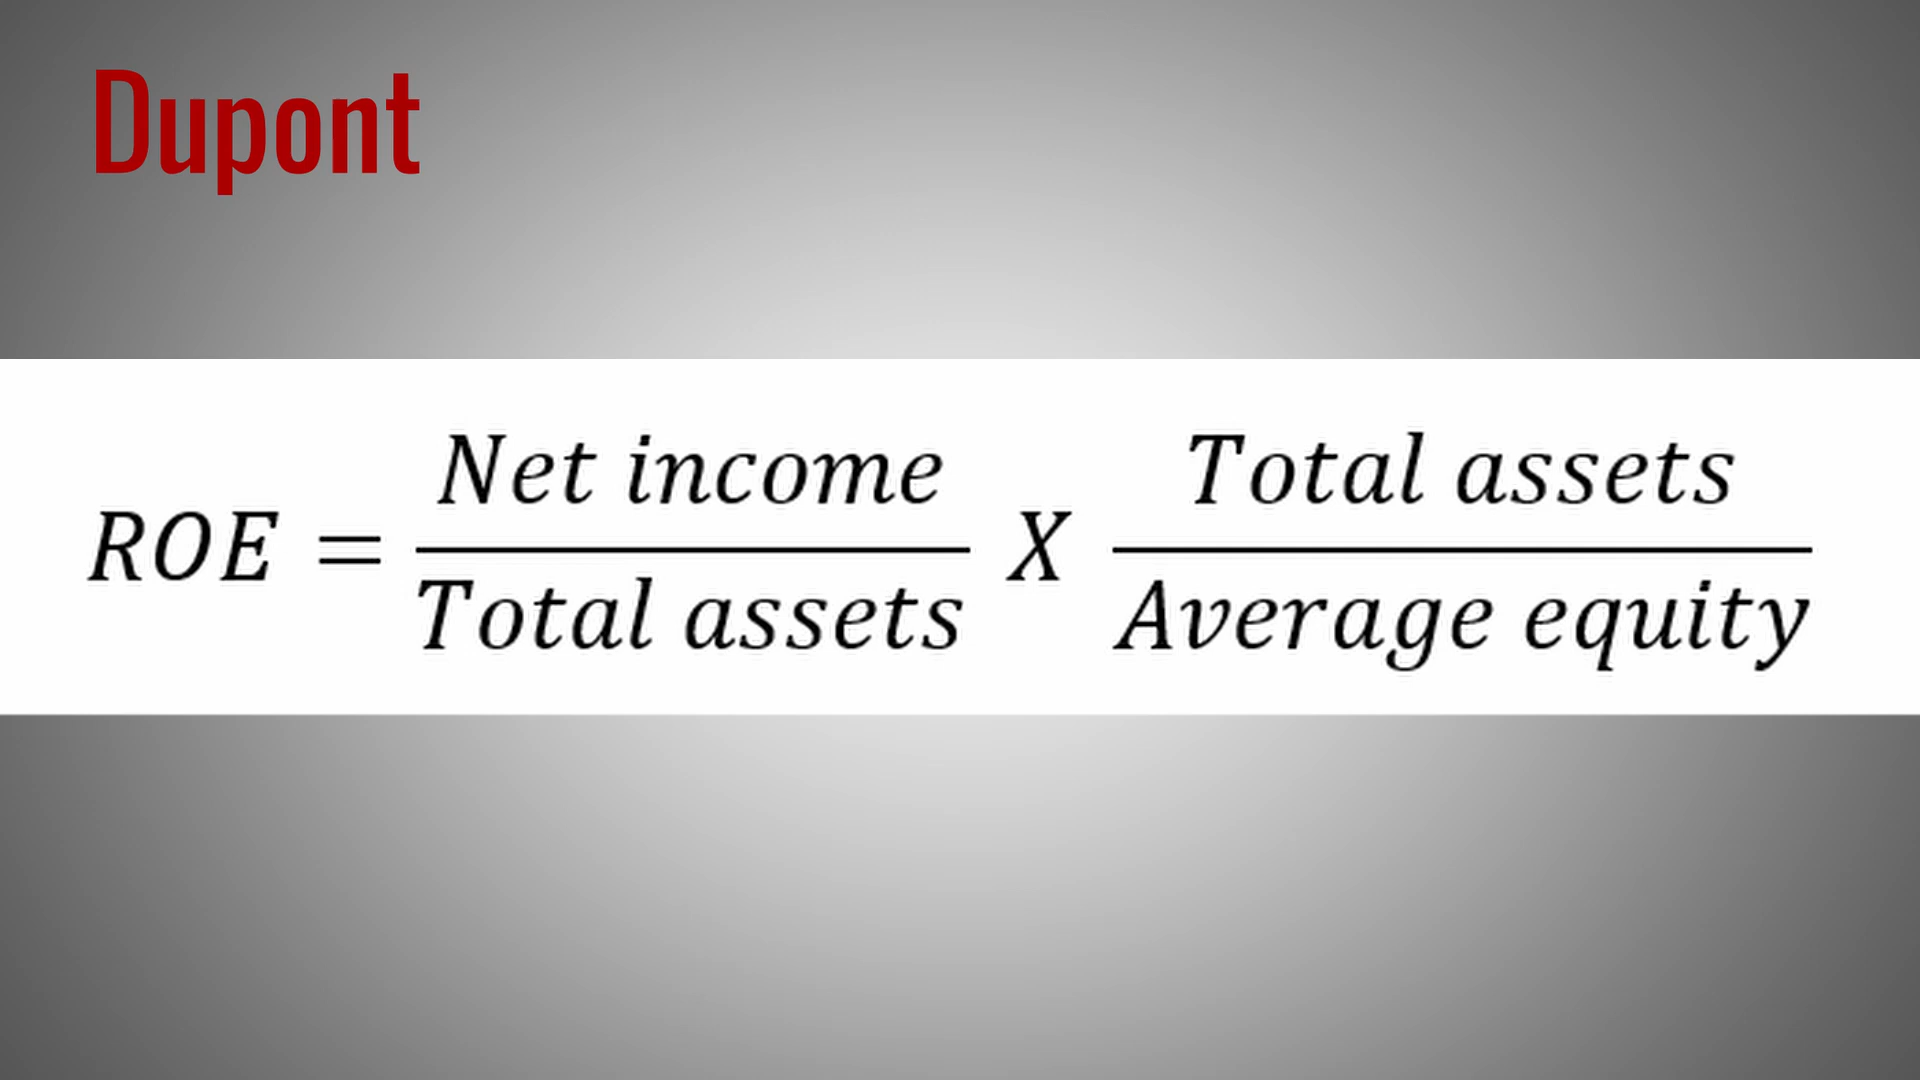 Dupont
ROE = Net income / Total assets X Total assets / Average equity